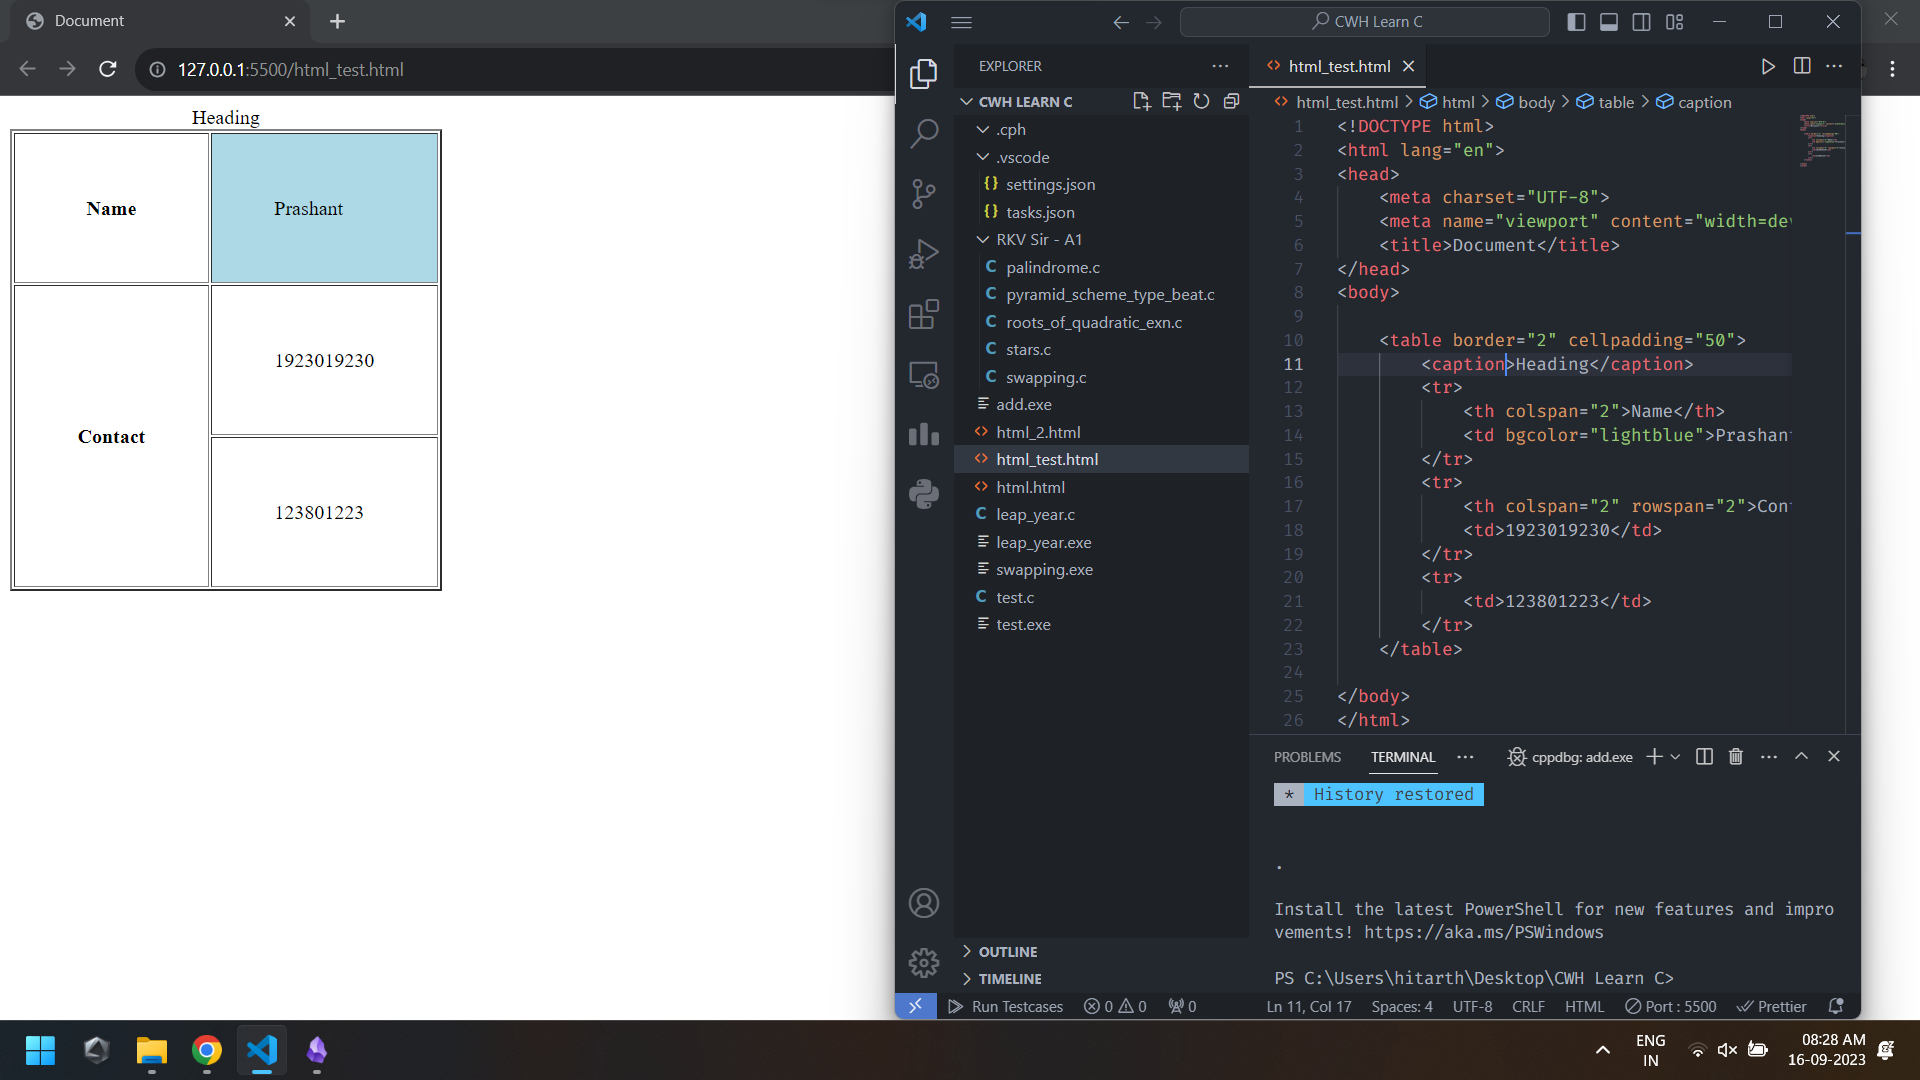 Document
127.0.0.1:5500/html_test.html
Heading
Name
Prashant
Contact
1923019230
123801223
CWH Learn C
EXPLORER
CWH LEARN C
.cph
.vscode
{} settings.json
{} tasks.json
RKV Sir - A1
C palindrome.c
C pyramid_scheme_type_beat.c
C roots_of_quadratic_exn.c
C stars.c
C swapping.c
add.exe
<> html_2.html
<> html_test.html
<> html.html
C leap_year.c
leap_year.exe
swapping.exe
C test.c
test.exe
OUTLINE
TIMELINE
<> html_test.html
<> html_test.html > html > body > table > caption
1 <!DOCTYPE html>
2 <html lang="en">
3 <head>
4 <meta charset="UTF-8">
5 <meta name="viewport" content="width=dev
6 <title>Document</title>
7 </head>
8 <body>
9
10 <table border="2" cellpadding="50">
11 <caption>Heading</caption>
12 <tr>
13 <th colspan="2">Name</th>
14 <td bgcolor="lightblue">Prashant
15 </tr>
16 <tr>
17 <th colspan="2" rowspan="2">Cont
18 <td>1923019230</td>
19 </tr>
20 <tr>
21 <td>123801223</td>
22 </tr>
23 </table>
24
25 </body>
26 </html>
PROBLEMS TERMINAL cppdbg: add.exe
* History restored
.
Install the latest PowerShell for new features and impro
vements! https://aka.ms/PSWindows
PS C:\Users\hitarth\Desktop\CWH Learn C>
Run Testcases 0 0 0 Ln 11, Col 17 Spaces: 4 UTF-8 CRLF HTML Port : 5500 Prettier
ENG
IN
08:28 AM
16-09-2023